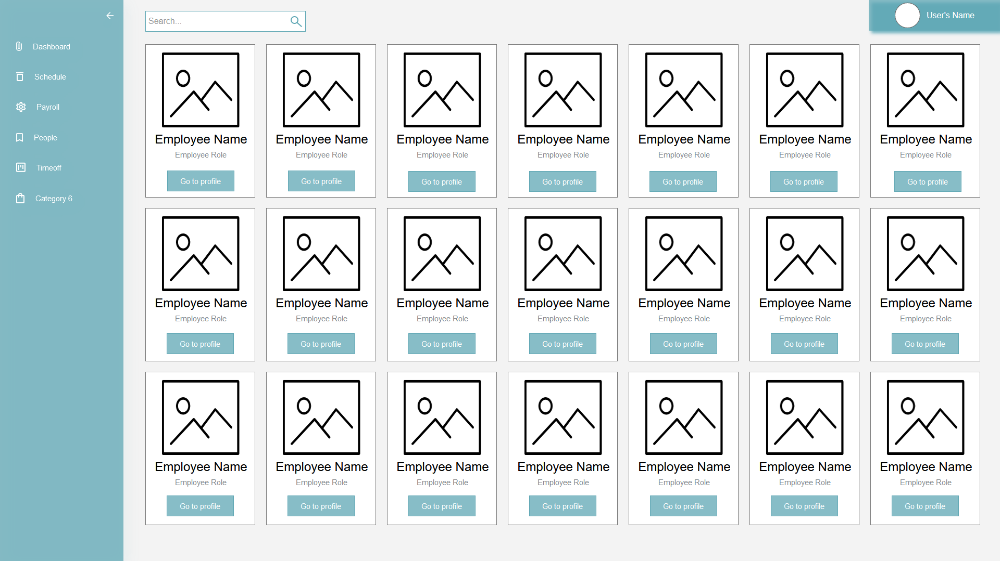 Search...
User's Name
Dashboard
Schedule
Payroll
People
Timeoff
Category 6
Employee Name Employee Name Employee Name Employee Name Employee Name Employee Name Employee Name
Employee Role Employee Role Employee Role Employee Role Employee Role Employee Role Employee Role
Go to profile Go to profile Go to profile Go to profile Go to profile Go to profile Go to profile
Employee Name Employee Name Employee Name Employee Name Employee Name Employee Name Employee Name
Employee Role Employee Role Employee Role Employee Role Employee Role Employee Role Employee Role
Go to profile Go to profile Go to profile Go to profile Go to profile Go to profile Go to profile
Employee Name Employee Name Employee Name Employee Name Employee Name Employee Name Employee Name
Employee Role Employee Role Employee Role Employee Role Employee Role Employee Role Employee Role
Go to profile Go to profile Go to profile Go to profile Go to profile Go to profile Go to profile